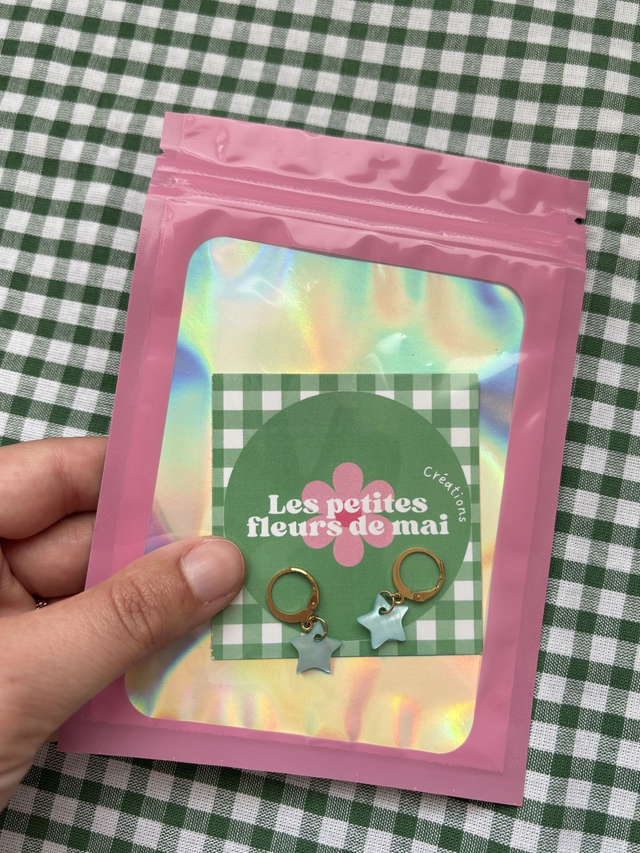 Créations
Les petites
fleurs de mai